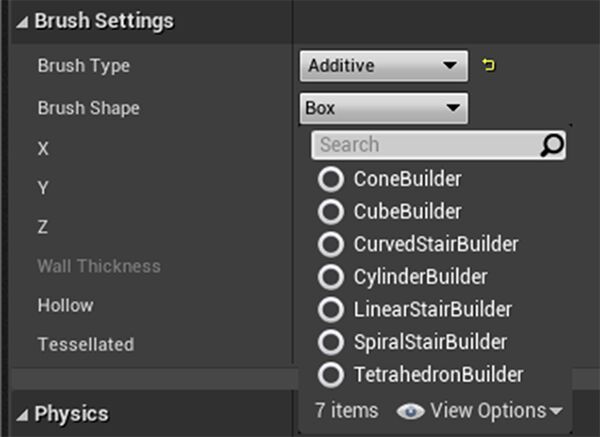 Brush Settings
Brush Type Additive
Brush Shape Box
Search
X ConeBuilder
Y CubeBuilder
Z CurvedStairBuilder
Wall Thickness CylinderBuilder
Hollow LinearStairBuilder
Tessellated SpiralStairBuilder
TetrahedronBuilder
Physics 7 items View Options